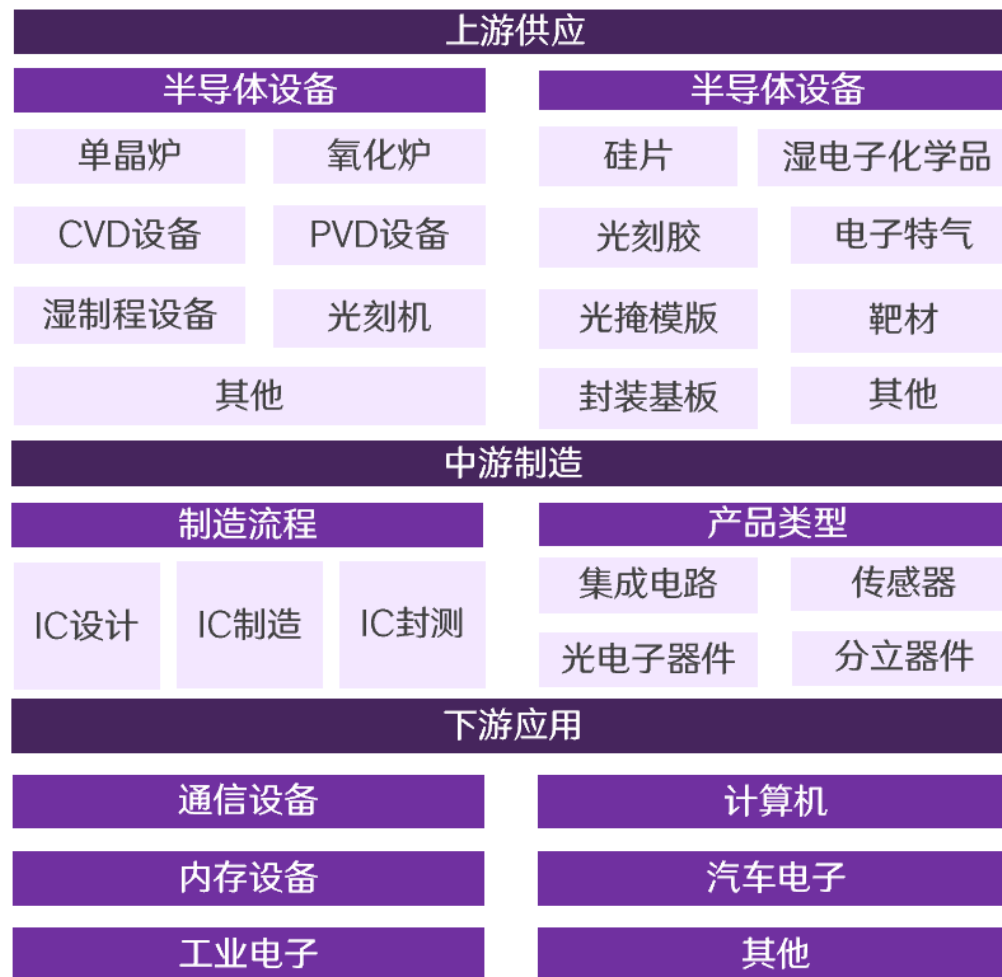 上游供应
半导体设备
半导体设备
单晶炉
氧化炉
硅片
湿电子化学品
CVD设备
PVD设备
光刻胶
电子特气
湿制程设备
光刻机
光掩模版
靶材
其他
封装基板
其他
中游制造
制造流程
产品类型
IC设计
IC制造
IC封测
集成电路
传感器
光电子器件
分立器件
下游应用
通信设备
计算机
内存设备
汽车电子
工业电子
其他